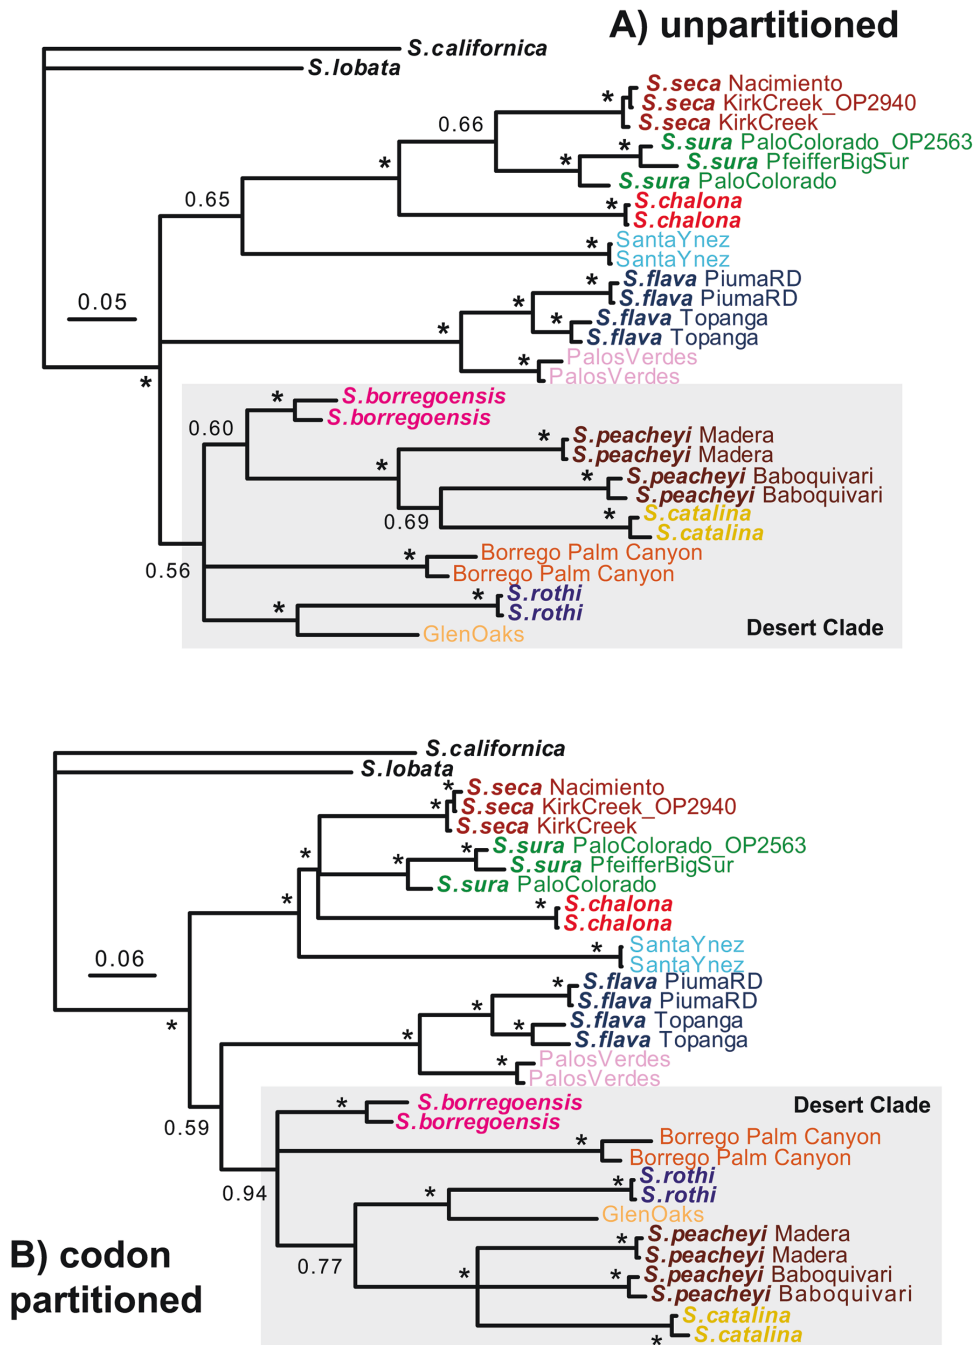 A) unpartitioned
S.californica
S.lobata
S.seca Nacimiento
*
S.seca KirkCreek_OP2940
0.66
S.seca KirkCreek
S.sura PaloColorado_OP2563
*
*
S.sura PfeifferBigSur
*
S.sura PaloColorado
0.65
*
S.chalona
S.chalona
SantaYnez
*
SantaYnez
S.flava PiumaRD
*
0.05
S.flava PiumaRD
*
S.flava Topanga
*
*
S.flava Topanga
PalosVerdes
*
PalosVerdes
*
S.borregoensis
*
S.borregoensis
0.60
S.peacheyi Madera
*
S.peacheyi Madera
*
S.peacheyi Baboquivari
*
S.peacheyi Baboquivari
S.catalina
*
0.69
S.catalina
Borrego Palm Canyon
*
0.56
Borrego Palm Canyon
S.rothi
*
S.rothi
*
GlenOaks
Desert Clade
S.californica
S.lobata
S.seca Nacimiento
*
S.seca KirkCreek_OP2940
*
S.seca KirkCreek
S.sura PaloColorado_OP2563
*
*
S.sura PfeifferBigSur
*
S.sura PaloColorado
*
S.chalona
*
S.chalona
SantaYnez
*
0.06
SantaYnez
S.flava PiumaRD
*
S.flava PiumaRD
*
S.flava Topanga
*
*
S.flava Topanga
*
PalosVerdes
*
PalosVerdes
S.borregoensis
*
Desert Clade
S.borregoensis
0.59
Borrego Palm Canyon
*
Borrego Palm Canyon
S.rothi
*
0.94
S.rothi
*
GlenOaks
S.peacheyi Madera
*
S.peacheyi Madera
0.77
*
S.peacheyi Baboquivari
*
S.peacheyi Baboquivari
S.catalina
S.catalina
*
B) codon
partitioned